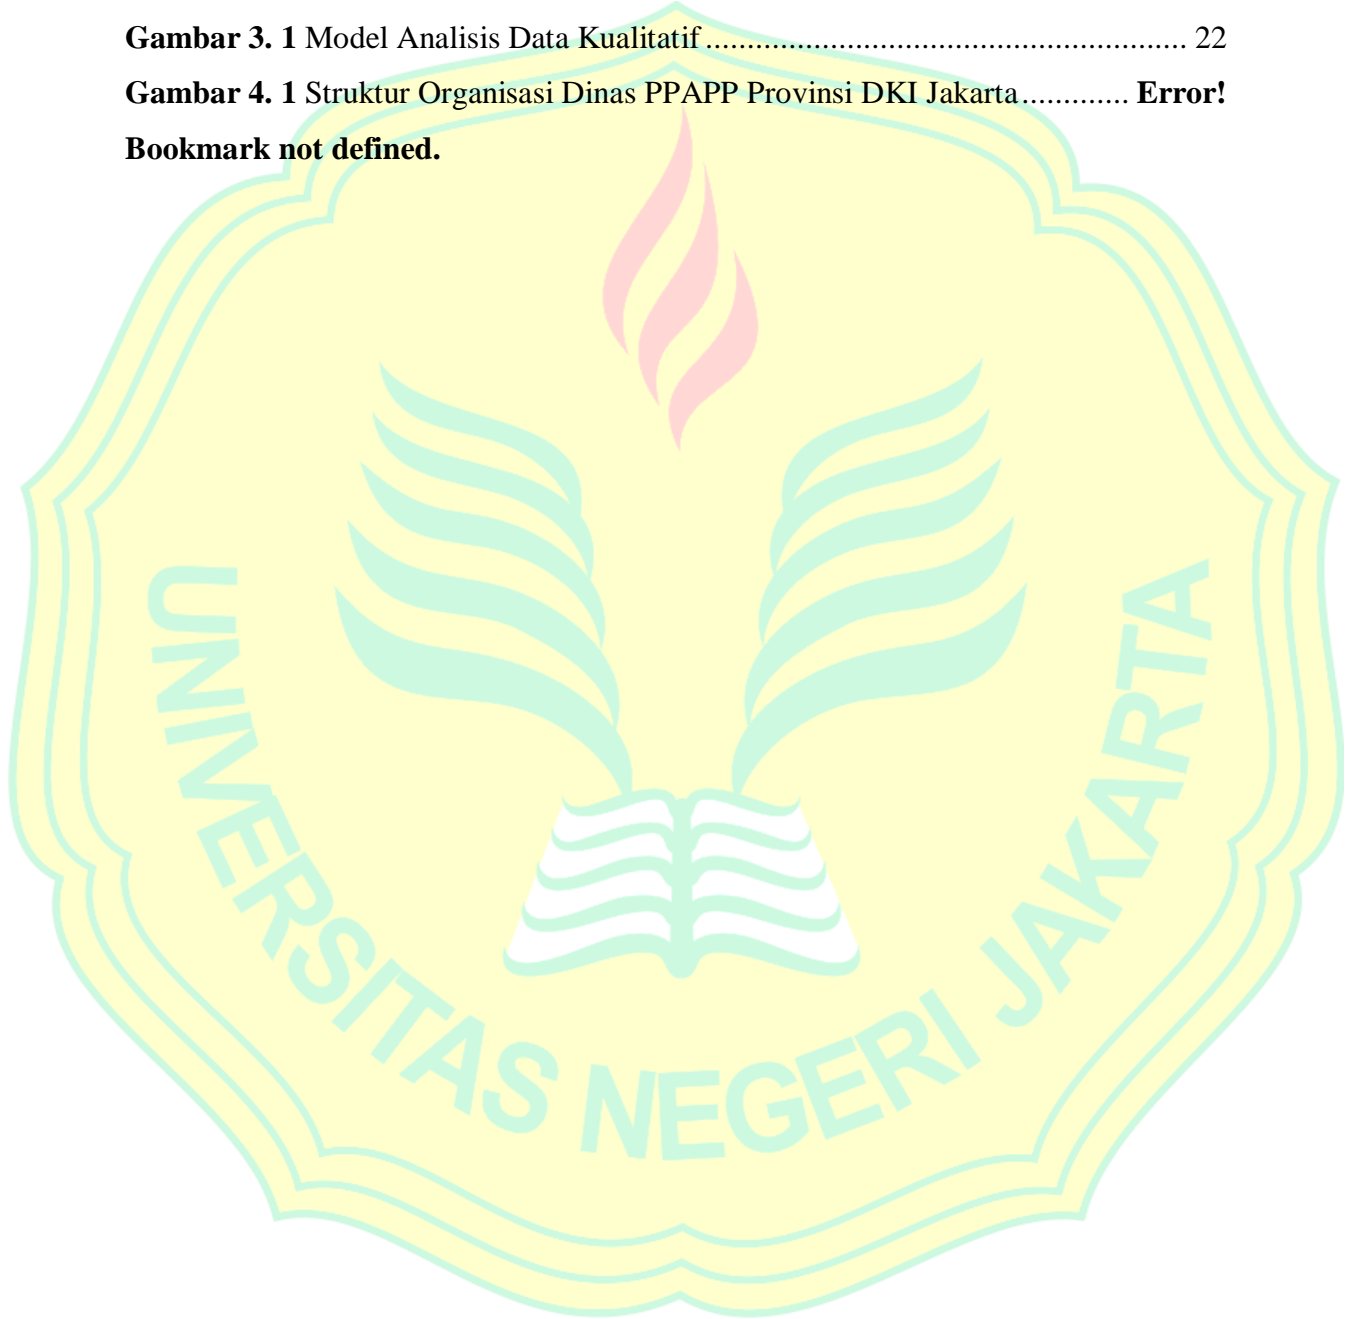 Gambar 3. 1 Model Analisis Data Kualitatif.......................................................... 22
Gambar 4. 1 Struktur Organisasi Dinas PPAPP Provinsi DKI Jakarta............. Error!
Bookmark not defined.
UNIVERSITAS NEGERI JAKARTA